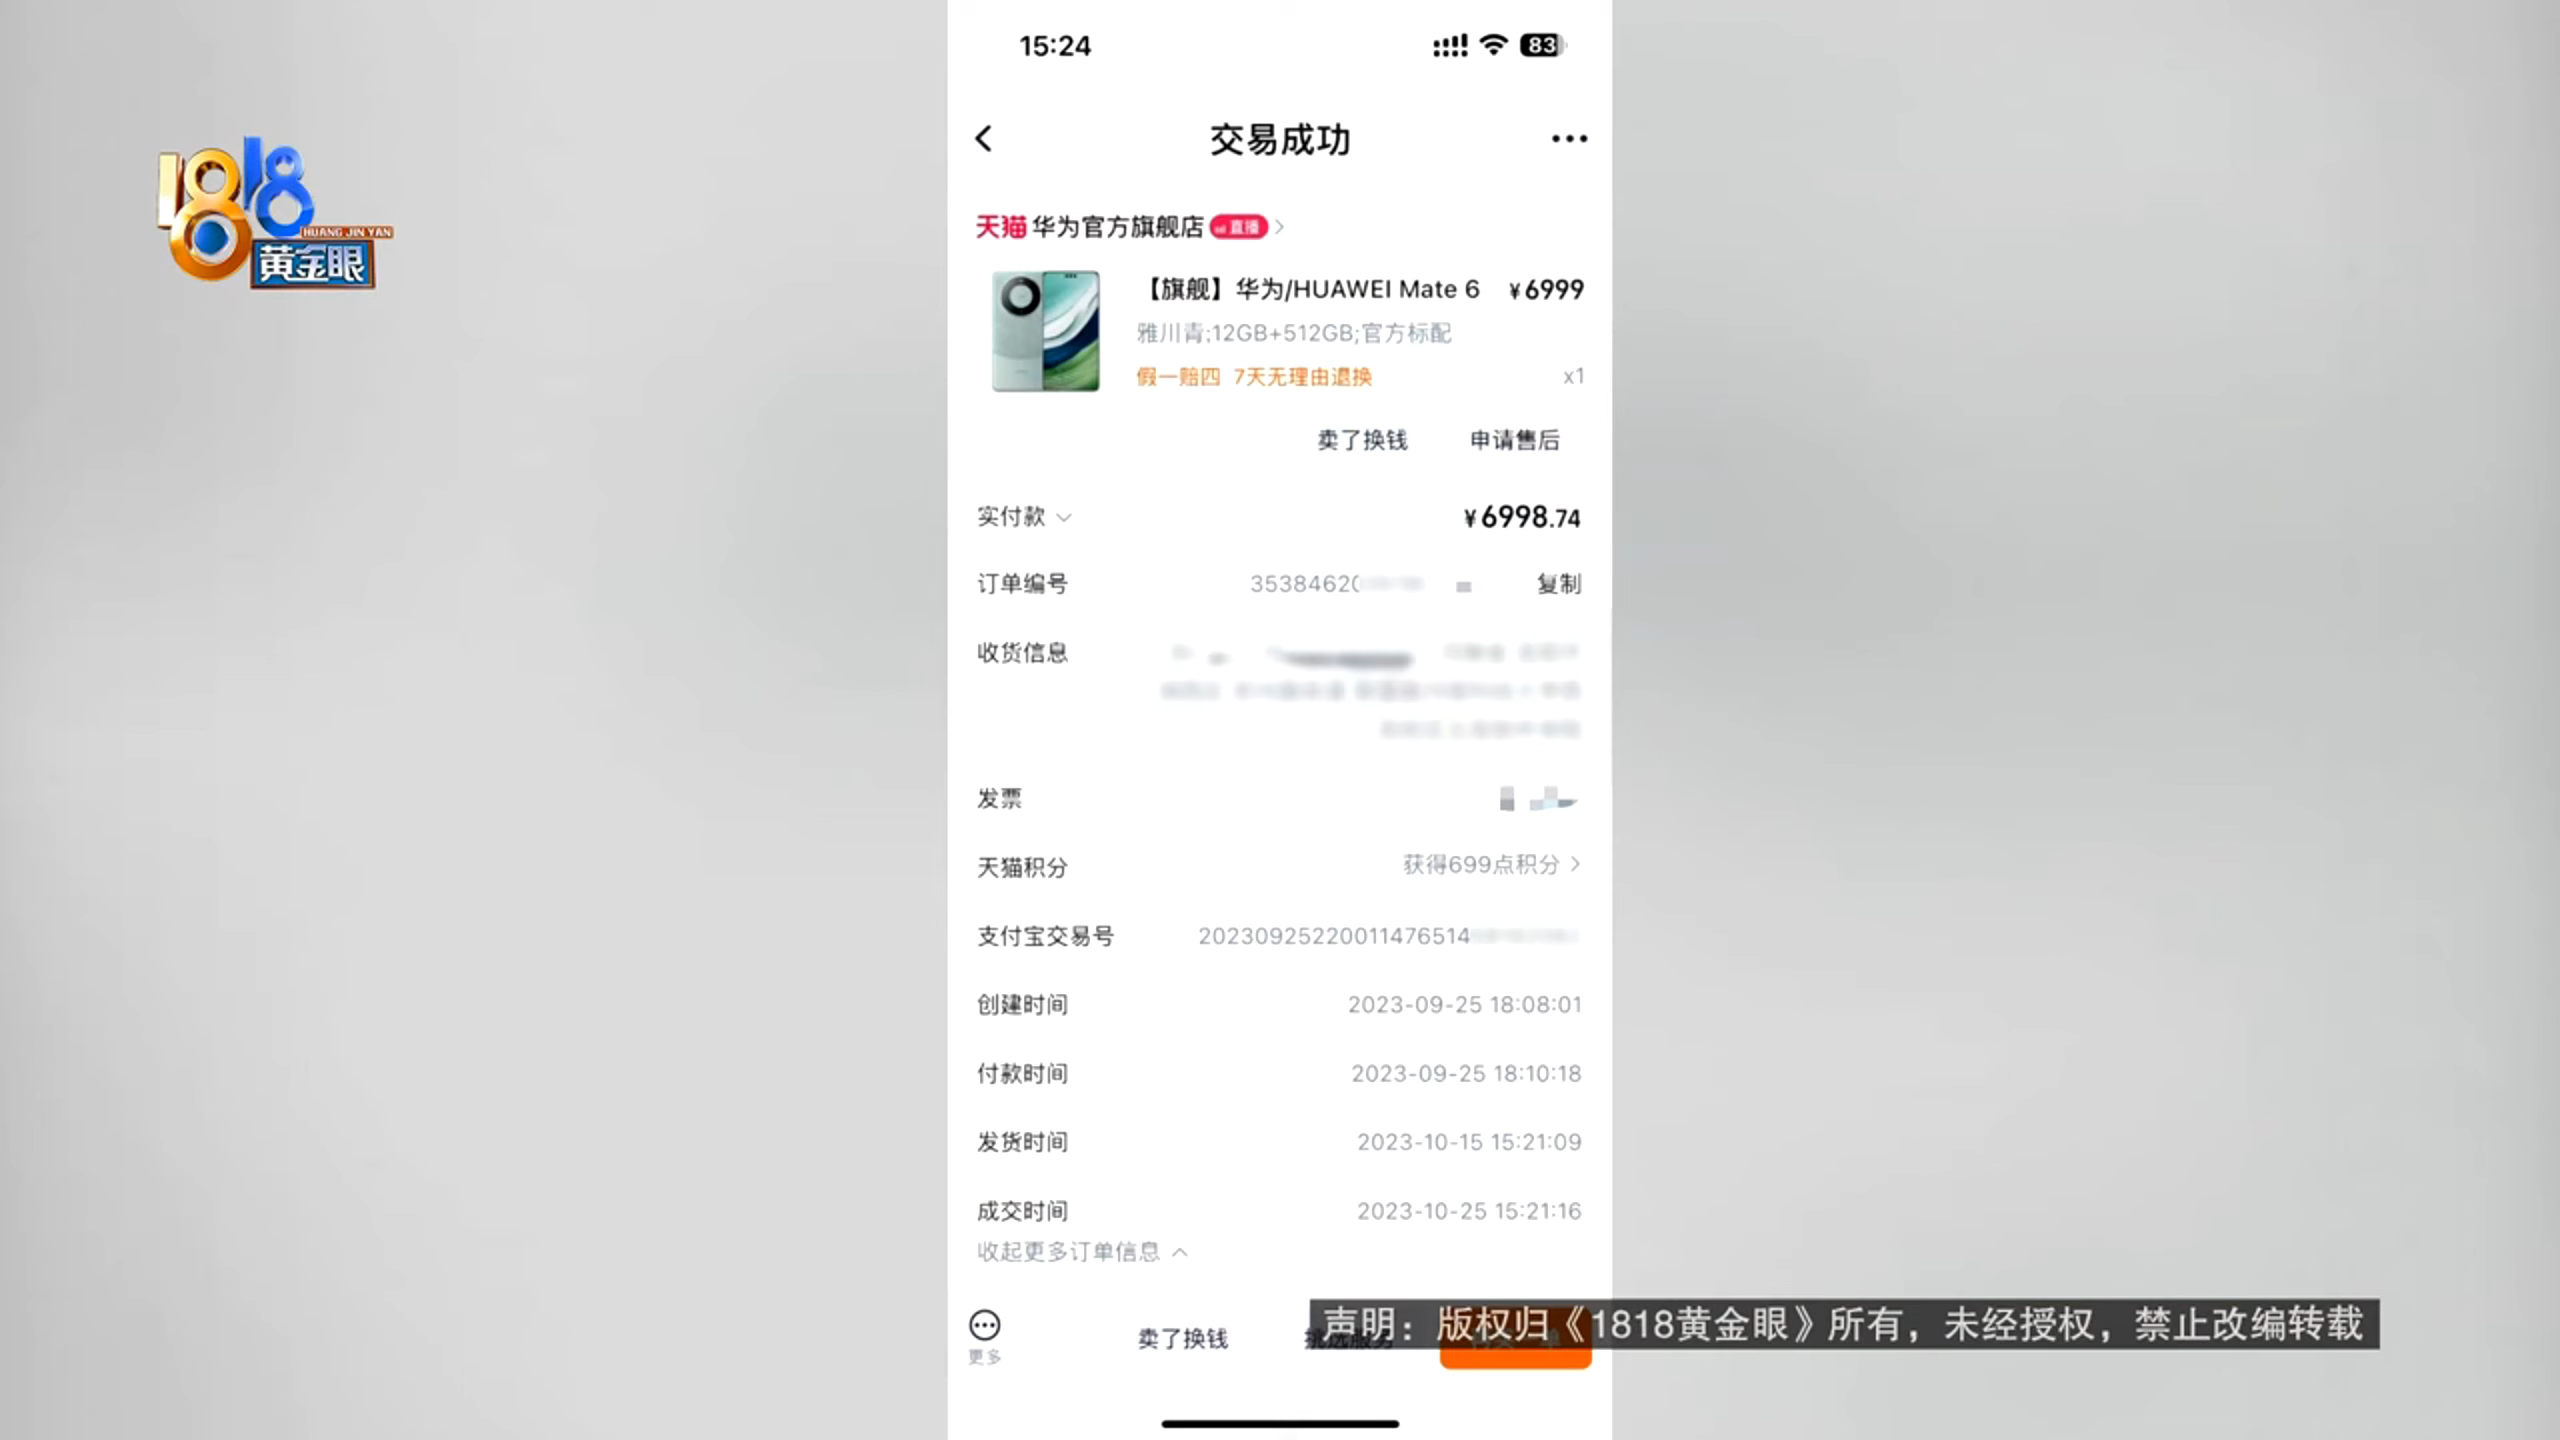 15:24
83
1818
HUANG JIN YAN
黄金眼
交易成功
天猫 华为官方旗舰店 直播
【旗舰】华为/HUAWEI Mate 6 ¥6999
雅川青;12GB+512GB;官方标配
假一赔四 7天无理由退换 x1
卖了换钱 申请售后
实付款 ¥6998.74
订单编号 3538462 复制
收货信息
发票
天猫积分 获得699点积分
支付宝交易号 20230925220011476514
创建时间 2023-09-25 18:08:01
付款时间 2023-09-25 18:10:18
发货时间 2023-10-15 15:21:09
成交时间 2023-10-25 15:21:16
收起更多订单信息
声明：版权归《1818黄金眼》所有，未经授权，禁止改编转载
更多 卖了换钱 挑选服务